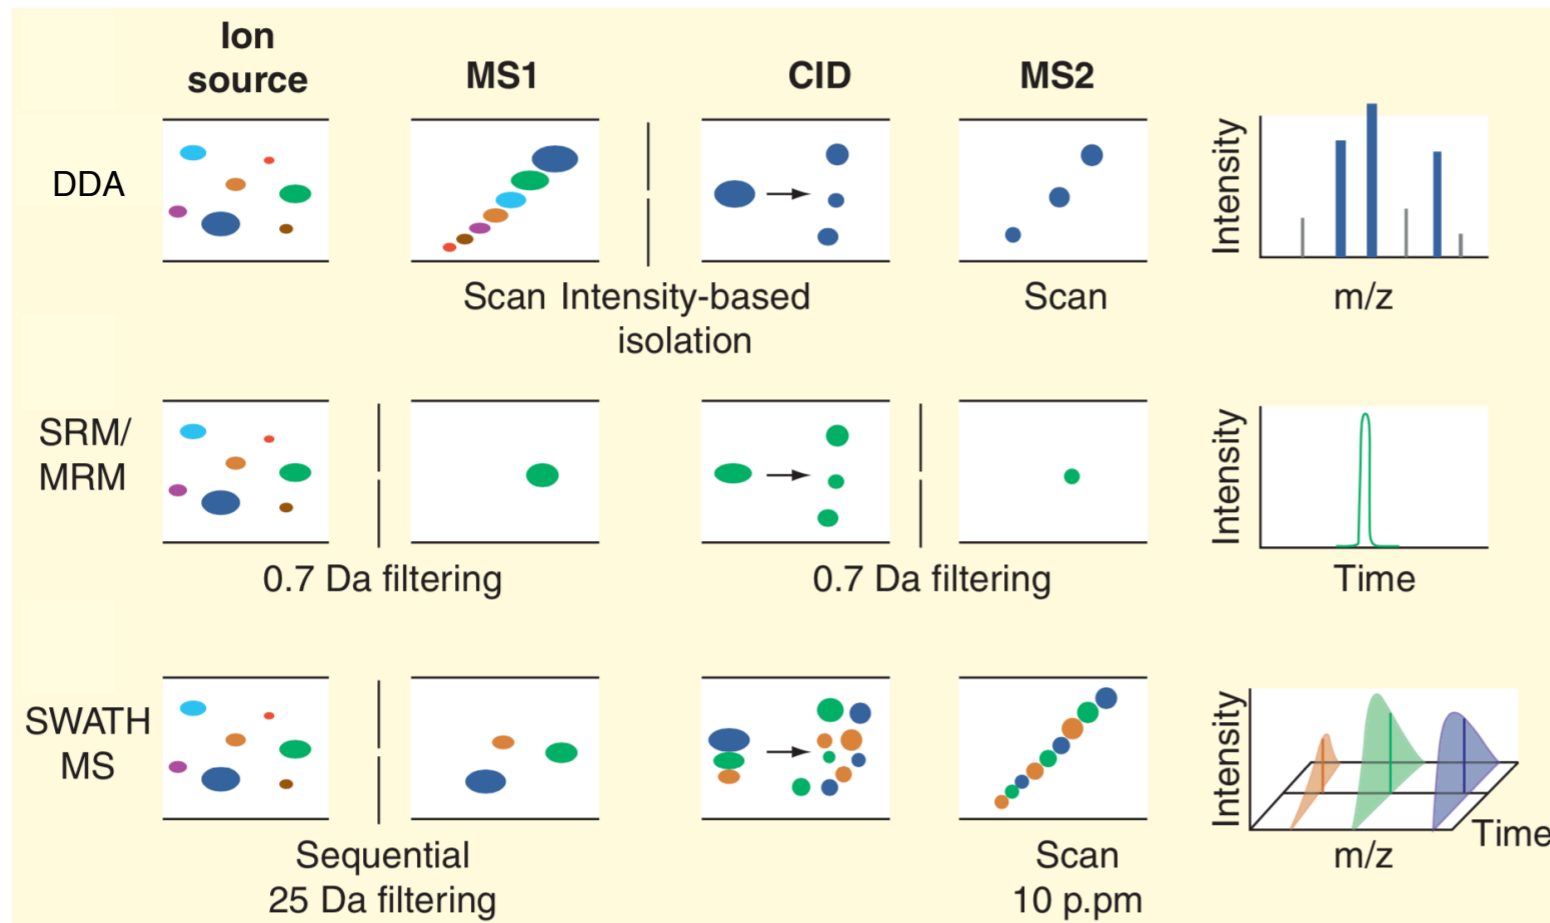 Ion
source
MS1
CID
MS2
DDA
Intensity
Scan
Intensity-based
isolation
Scan
m/z
SRM/
MRM
Intensity
0.7 Da filtering
0.7 Da filtering
Time
SWATH
MS
Intensity
Time
m/z
Sequential
25 Da filtering
Scan
10 p.pm